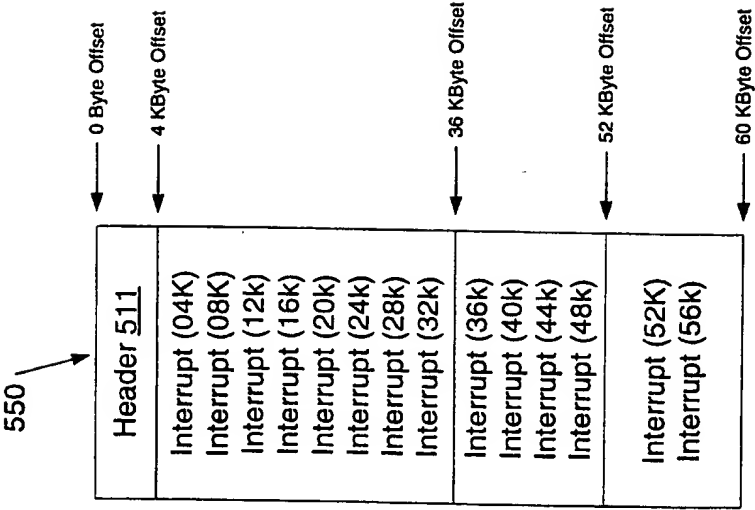 550
0 Byte Offset
Header 511
4 KByte Offset
Interrupt (04K)
Interrupt (08K)
Interrupt (12k)
Interrupt (16k)
Interrupt (20k)
Interrupt (24k)
Interrupt (28k)
Interrupt (32k)
36 KByte Offset
Interrupt (36k)
Interrupt (40k)
Interrupt (44k)
Interrupt (48k)
52 KByte Offset
Interrupt (52K)
Interrupt (56k)
60 KByte Offset